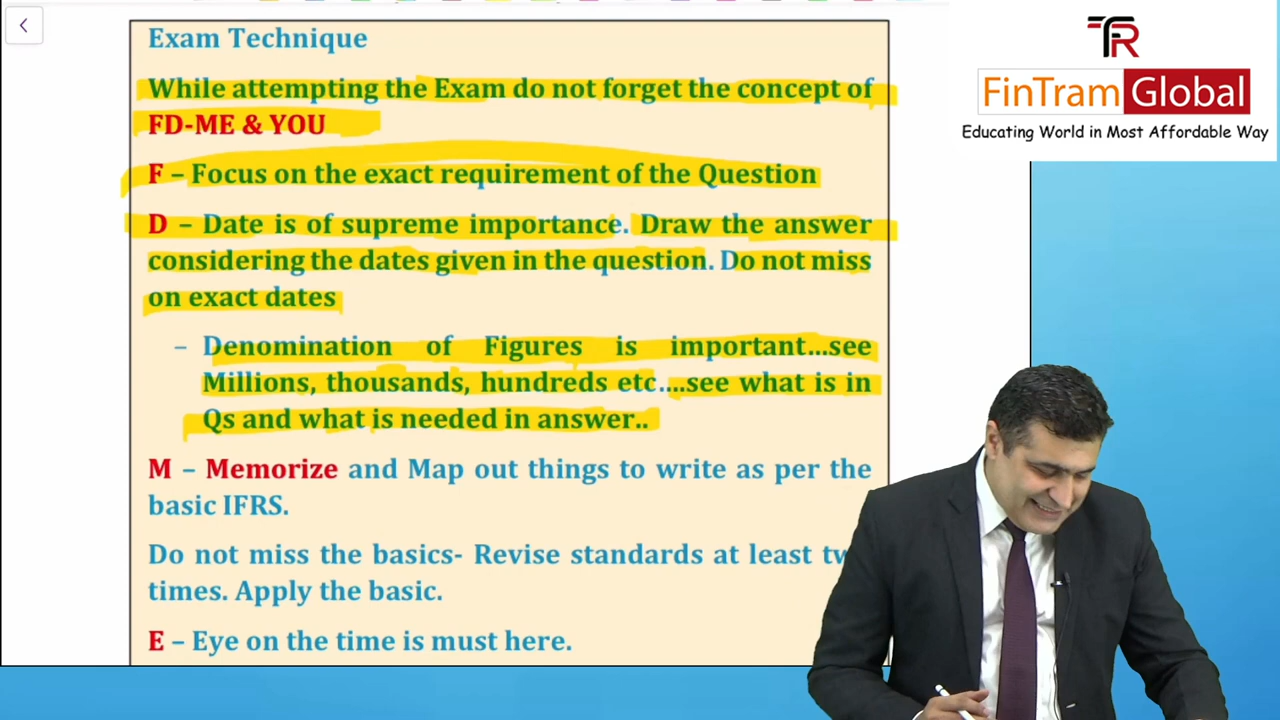 Exam Technique
While attempting the Exam do not forget the concept of
FD-ME & YOU
F – Focus on the exact requirement of the Question
D – Date is of supreme importance. Draw the answer
considering the dates given in the question. Do not miss
on exact dates
– Denomination of Figures is important...see
Millions, thousands, hundreds etc....see what is in
Qs and what is needed in answer..
M – Memorize and Map out things to write as per the
basic IFRS.
Do not miss the basics- Revise standards at least
times. Apply the basic.
E – Eye on the time is must here.
FinTram Global
Educating World in Most Affordable Way